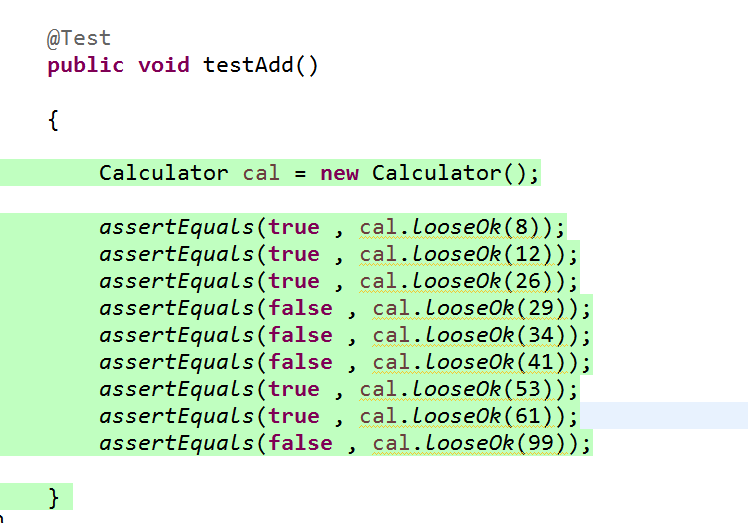 @Test
public void testAdd()
{
Calculator cal = new Calculator();
assertEquals(true , cal.looseOk(8));
assertEquals(true , cal.looseOk(12));
assertEquals(true , cal.looseOk(26));
assertEquals(false , cal.looseOk(29));
assertEquals(false , cal.looseOk(34));
assertEquals(false , cal.looseOk(41));
assertEquals(true , cal.looseOk(53));
assertEquals(true , cal.looseOk(61));
assertEquals(false , cal.looseOk(99));
}